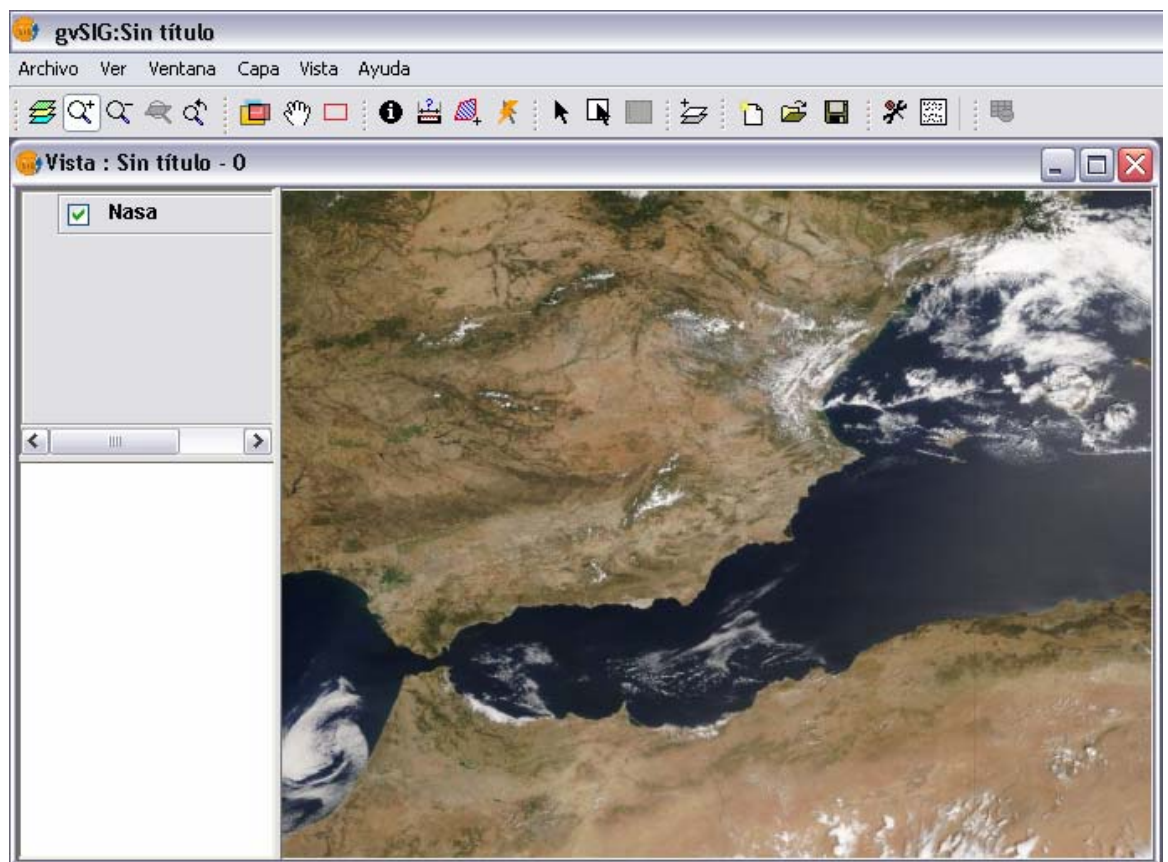 gvSIG:Sin título
Archivo Ver Ventana Capa Vista Ayuda
Vista : Sin título - 0
Nasa